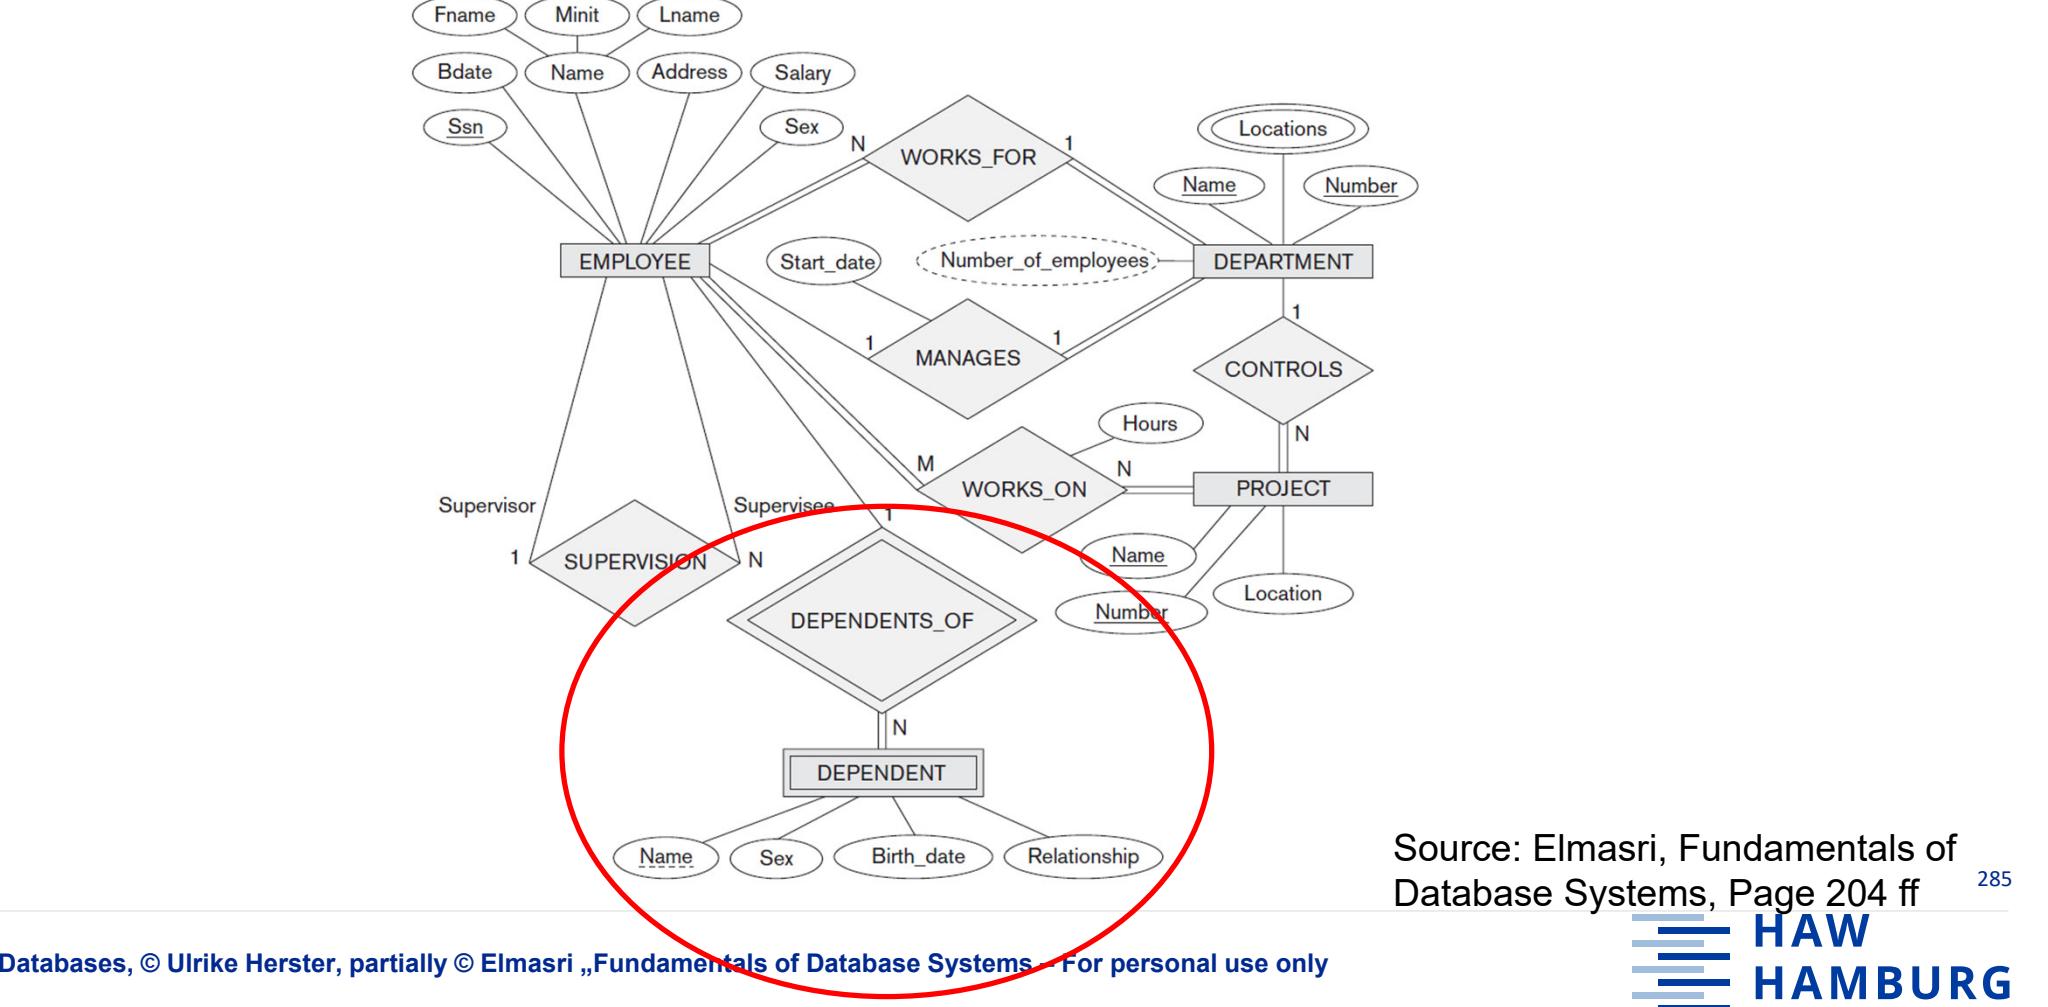 Fname Minit Lname
Bdate Name Address Salary
Ssn Sex
N WORKS_FOR 1
Locations
Name Number
EMPLOYEE Start_date Number_of_employees DEPARTMENT
1 MANAGES 1
1
CONTROLS
N
Hours
M WORKS_ON N PROJECT
Supervisor Supervisee
1 SUPERVISION N
1
Name
Number Location
DEPENDENTS_OF
N
DEPENDENT
Name Sex Birth_date Relationship
Source: Elmasri, Fundamentals of
Database Systems, Page 204 ff
285
Databases, © Ulrike Herster, partially © Elmasri „Fundamentals of Database Systems – For personal use only
HAW
HAMBURG